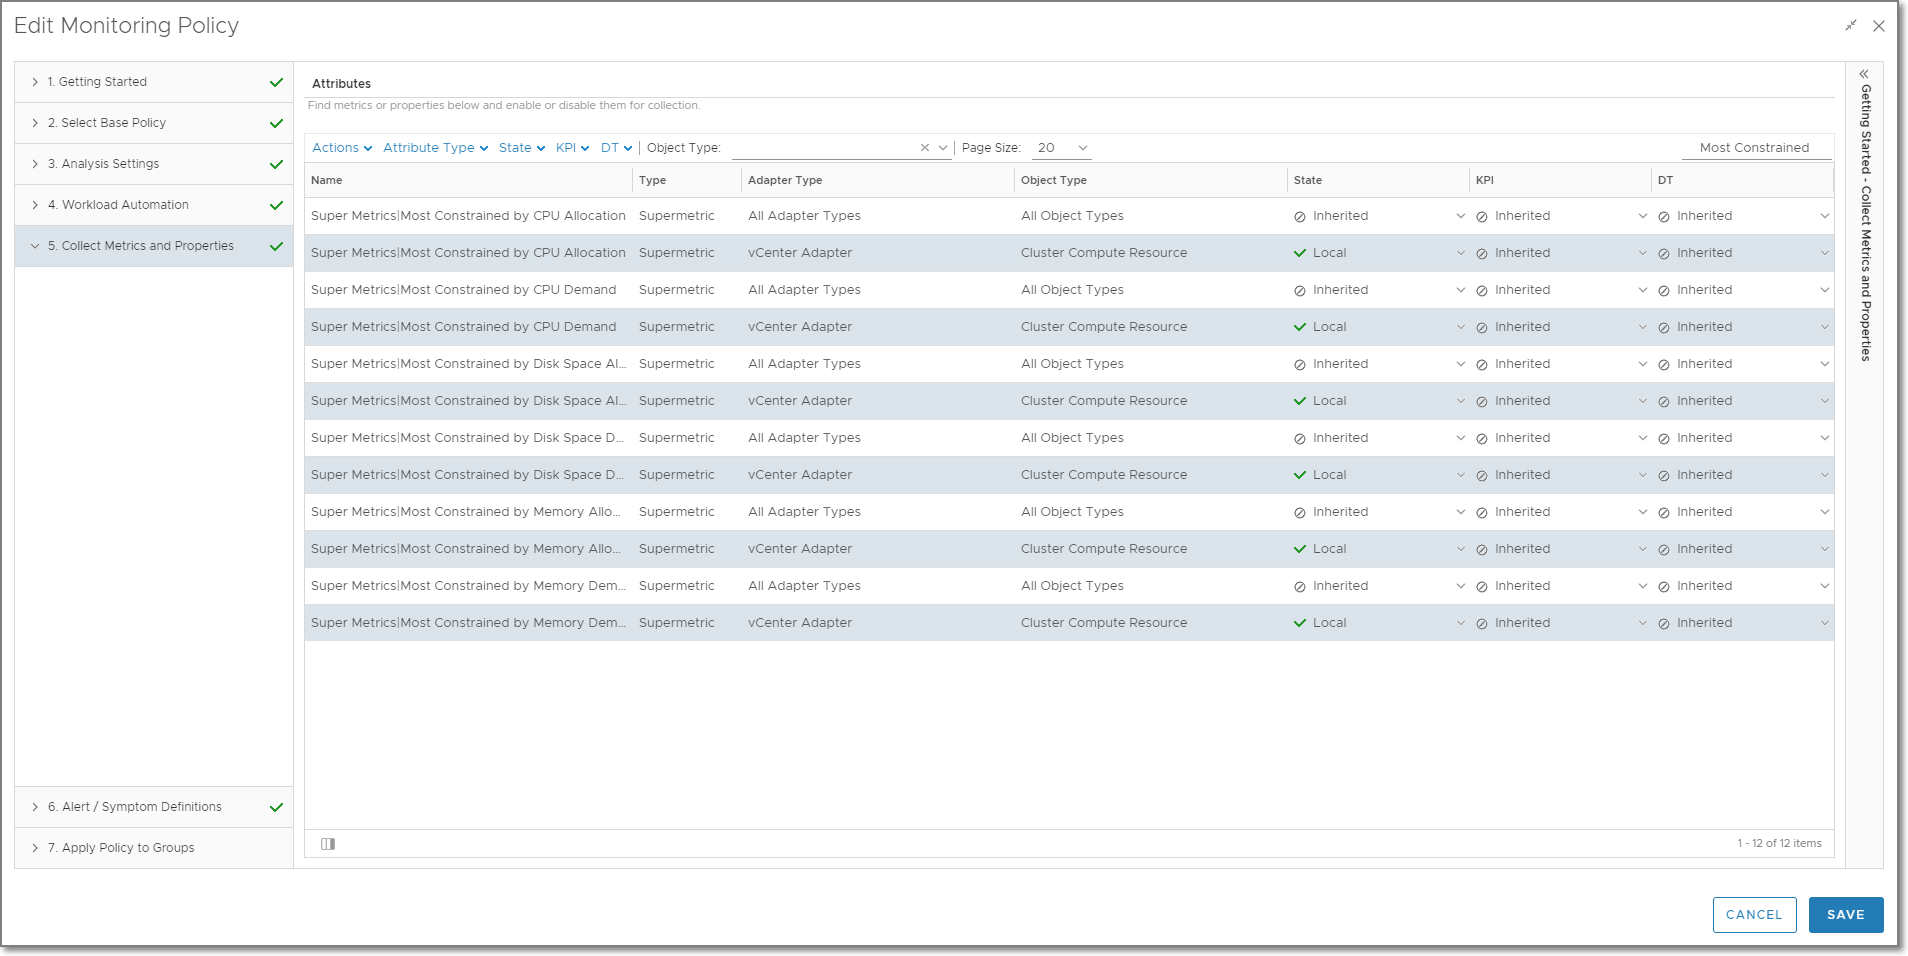 Edit Monitoring Policy
1. Getting Started
2. Select Base Policy
3. Analysis Settings
4. Workload Automation
5. Collect Metrics and Properties
6. Alert / Symptom Definitions
7. Apply Policy to Groups
Attributes
Find metrics or properties below and enable or disable them for collection.
Actions Attribute Type State KPI DT Object Type: Page Size: 20 Most Constrained
Name Type Adapter Type Object Type State KPI DT
Super Metrics|Most Constrained by CPU Allocation Supermetric All Adapter Types All Object Types Inherited Inherited Inherited
Super Metrics|Most Constrained by CPU Allocation Supermetric vCenter Adapter Cluster Compute Resource Local Inherited Inherited
Super Metrics|Most Constrained by CPU Demand Supermetric All Adapter Types All Object Types Inherited Inherited Inherited
Super Metrics|Most Constrained by CPU Demand Supermetric vCenter Adapter Cluster Compute Resource Local Inherited Inherited
Super Metrics|Most Constrained by Disk Space Al... Supermetric All Adapter Types All Object Types Inherited Inherited Inherited
Super Metrics|Most Constrained by Disk Space Al... Supermetric vCenter Adapter Cluster Compute Resource Local Inherited Inherited
Super Metrics|Most Constrained by Disk Space D... Supermetric All Adapter Types All Object Types Inherited Inherited Inherited
Super Metrics|Most Constrained by Disk Space D... Supermetric vCenter Adapter Cluster Compute Resource Local Inherited Inherited
Super Metrics|Most Constrained by Memory Allo... Supermetric All Adapter Types All Object Types Inherited Inherited Inherited
Super Metrics|Most Constrained by Memory Allo... Supermetric vCenter Adapter Cluster Compute Resource Local Inherited Inherited
Super Metrics|Most Constrained by Memory Dem... Supermetric All Adapter Types All Object Types Inherited Inherited Inherited
Super Metrics|Most Constrained by Memory Dem... Supermetric vCenter Adapter Cluster Compute Resource Local Inherited Inherited
1 - 12 of 12 items
Getting Started - Collect Metrics and Properties
CANCEL SAVE